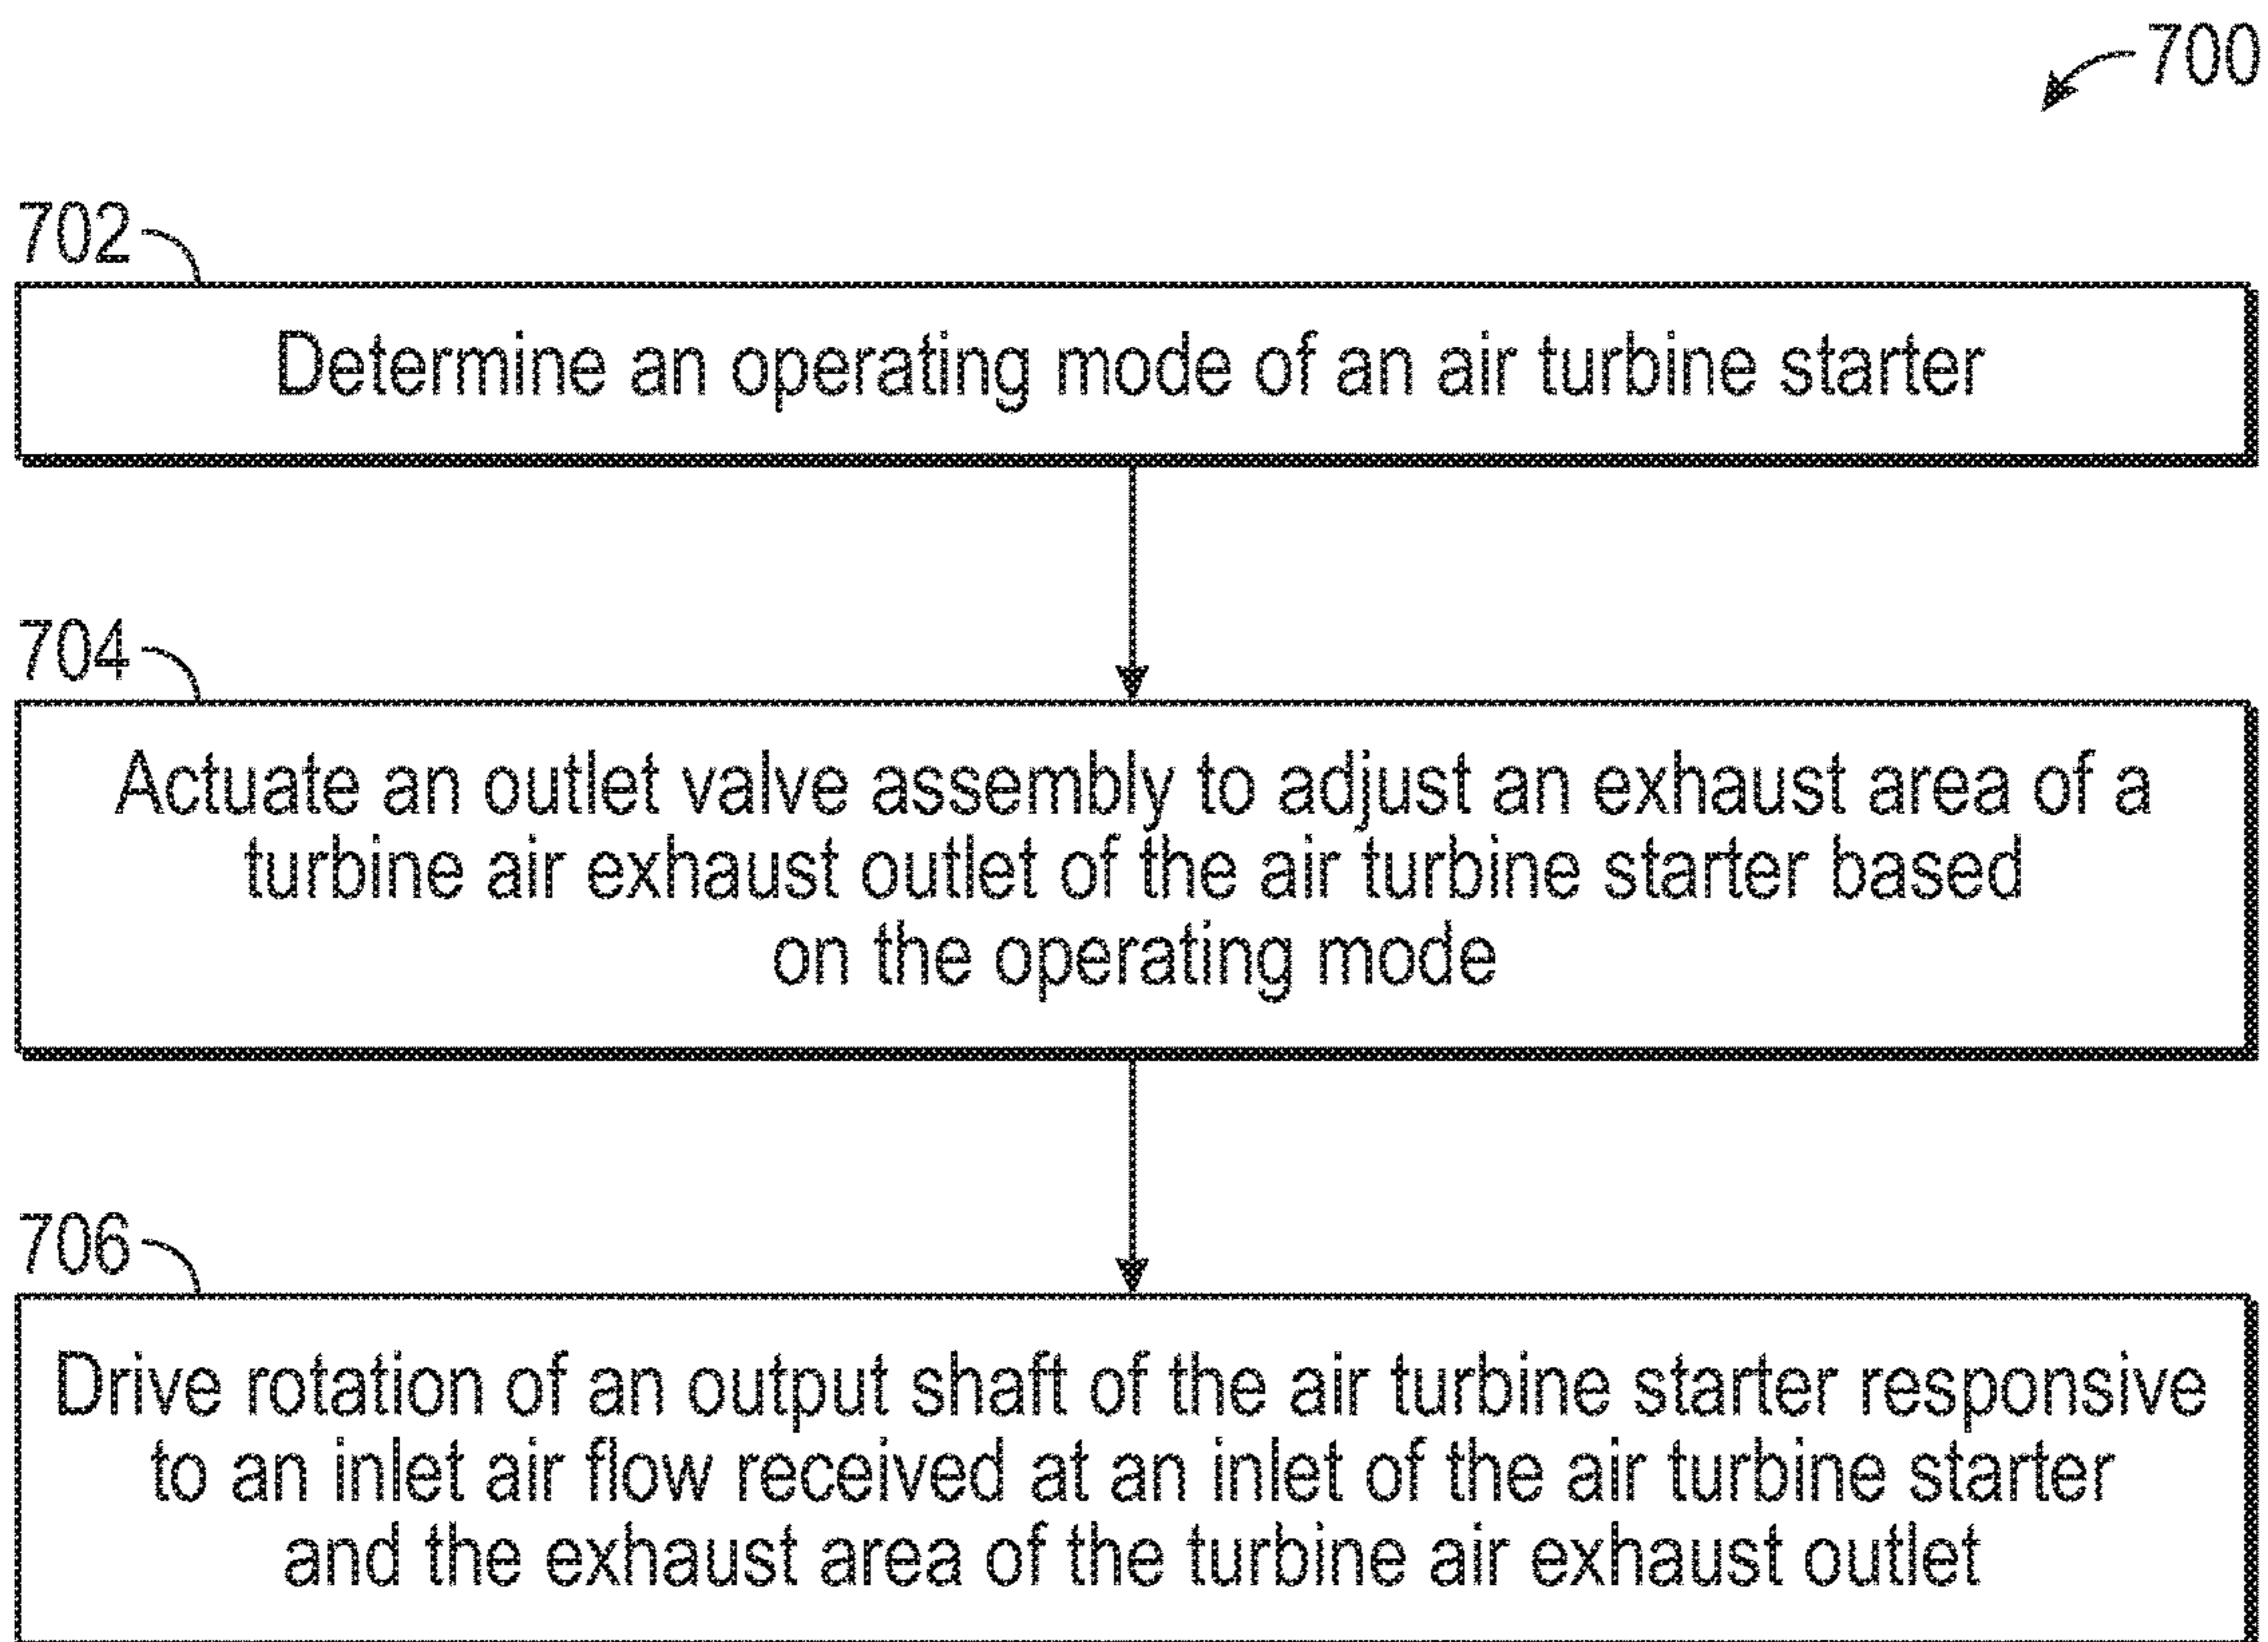 700
702
Determine an operating mode of an air turbine starter
704
Actuate an outlet valve assembly to adjust an exhaust area of a
turbine air exhaust outlet of the air turbine starter based
on the operating mode
706
Drive rotation of an output shaft of the air turbine starter responsive
to an inlet air flow received at an inlet of the air turbine starter
and the exhaust area of the turbine air exhaust outlet